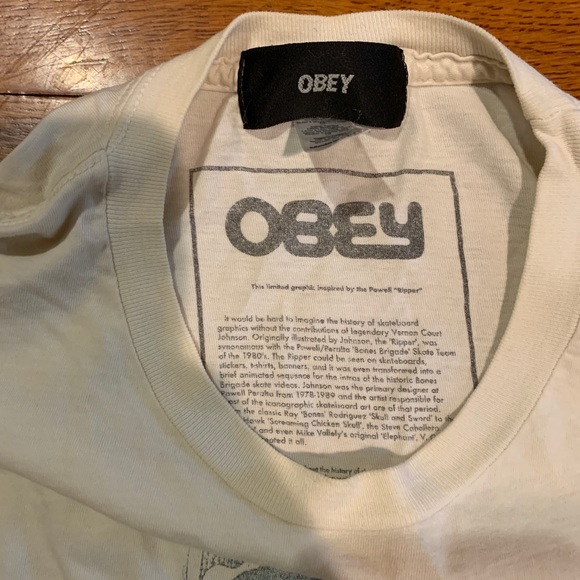 OBEY
OBEY
This limited graphic inspired by the Powell "Ripper"
It would be hard to imagine the history of skateboard
graphics without the contributions of legendary Vernon Court
Johnson. Originally illustrated by Johnson, the 'Ripper', was
synonomous with the Powell/Peralta 'Bones Brigade' Skate Team
of the 1980's. The Ripper could be seen on skateboards,
stickers, t-shirts, banners, and it was even transformed into a
brief animated sequence for the intros of the historic Bones
Brigade skate videos. Johnson was the primary designer at
Powell Peralta from 1978-1989 and the artist responsible for
most of the iconographic skateboard art of that period.
the classic Ray 'Bones' Rodriguez 'Skull and Sword' to the
Hawk 'Screaming Chicken Skull', the Steve Caballero
and even Mike Vallely's original 'Elephant', V. C
it off.
the history of